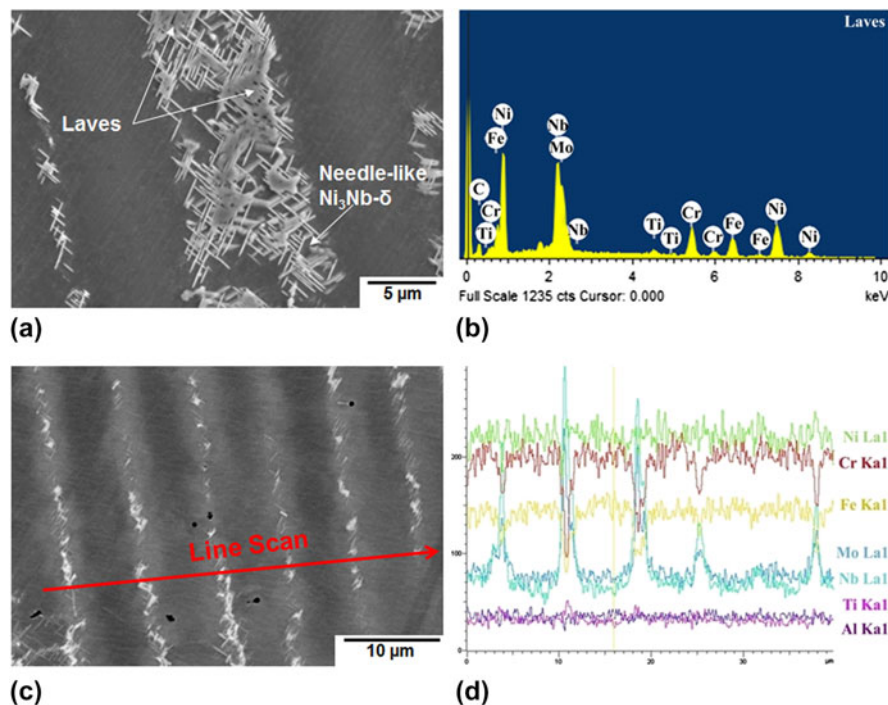 Laves
Needle-like
Ni₃Nb-δ
5 µm
(a)
Laves
Ni
Fe
C
Cr
Ti
Nb
Mo
Nb
Ti
Ti
Cr
Cr
Fe
Fe
Ni
Ni
0 2 4 6 8 10
Full Scale 1235 cts Cursor: 0.000 keV
(b)
Line Scan
10 µm
(c)
200
100
0
0 10 20 30 µm
Ni La1
Cr Ka1
Fe Ka1
Mo La1
Nb La1
Ti Ka1
Al Ka1
(d)